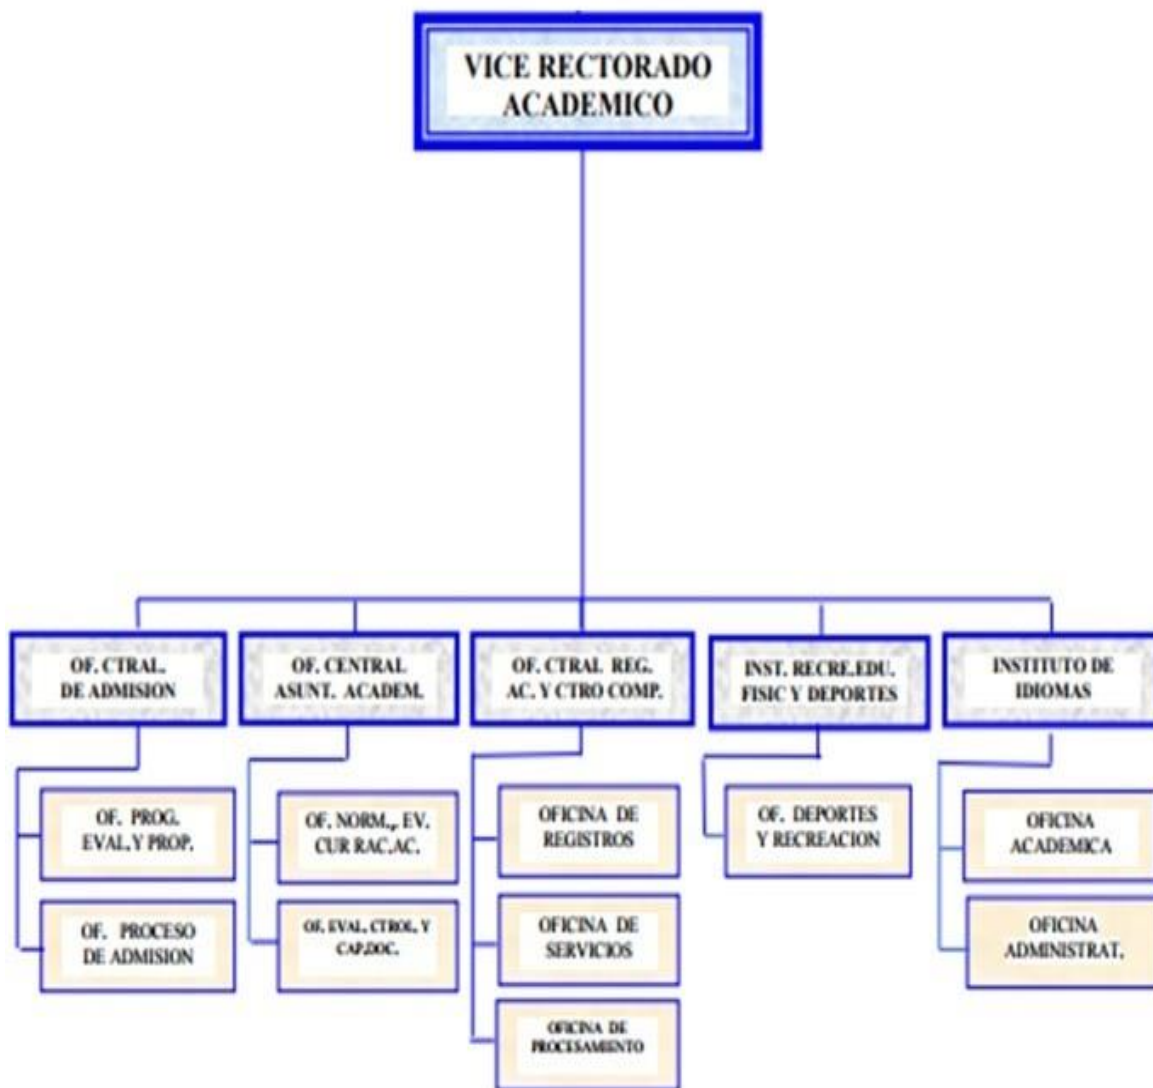 VICE RECTORADO
ACADEMICO
OF. CTRAL.
DE ADMISION
OF. CENTRAL
ASUNT. ACADEM.
OF. CTRAL REG.
AC. Y CTRO COMP.
INST. RECRE.EDU.
FISIC Y DEPORTES
INSTITUTO DE
IDIOMAS
OF. PROG.
EVAL.Y PROP.
OF. PROCESO
DE ADMISION
OF. NORM., EV.
CUR RAC.AC.
OF. EVAL. CTROL. Y
CAP.DOC.
OFICINA DE
REGISTROS
OFICINA DE
SERVICIOS
OFICINA DE
PROCESAMIENTO
OF. DEPORTES
Y RECREACION
OFICINA
ACADEMICA
OFICINA
ADMINISTRAT.